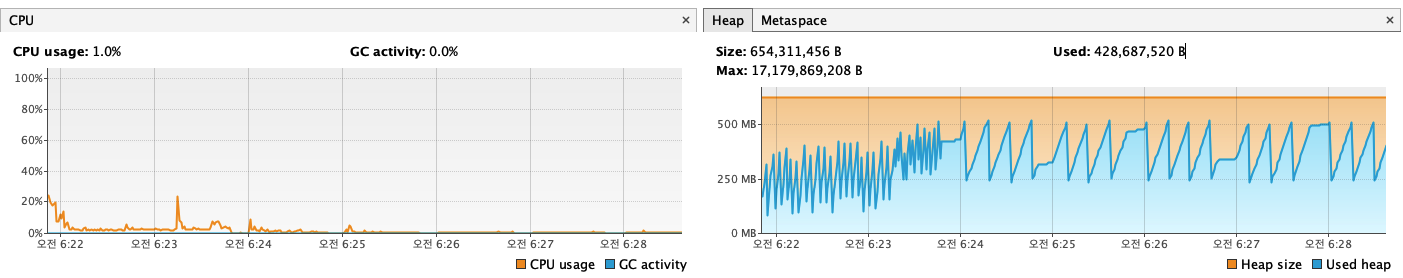 CPU ×
CPU usage: 1.0% GC activity: 0.0%
100%
80%
60%
40%
20%
0%
오전 6:22 오전 6:23 오전 6:24 오전 6:25 오전 6:26 오전 6:27 오전 6:28
CPU usage GC activity
Heap Metaspace ×
Size: 654,311,456 B Used: 428,687,520 B
Max: 17,179,869,208 B
500 MB
250 MB
0 MB
오전 6:22 오전 6:23 오전 6:24 오전 6:25 오전 6:26 오전 6:27 오전 6:28
Heap size Used heap